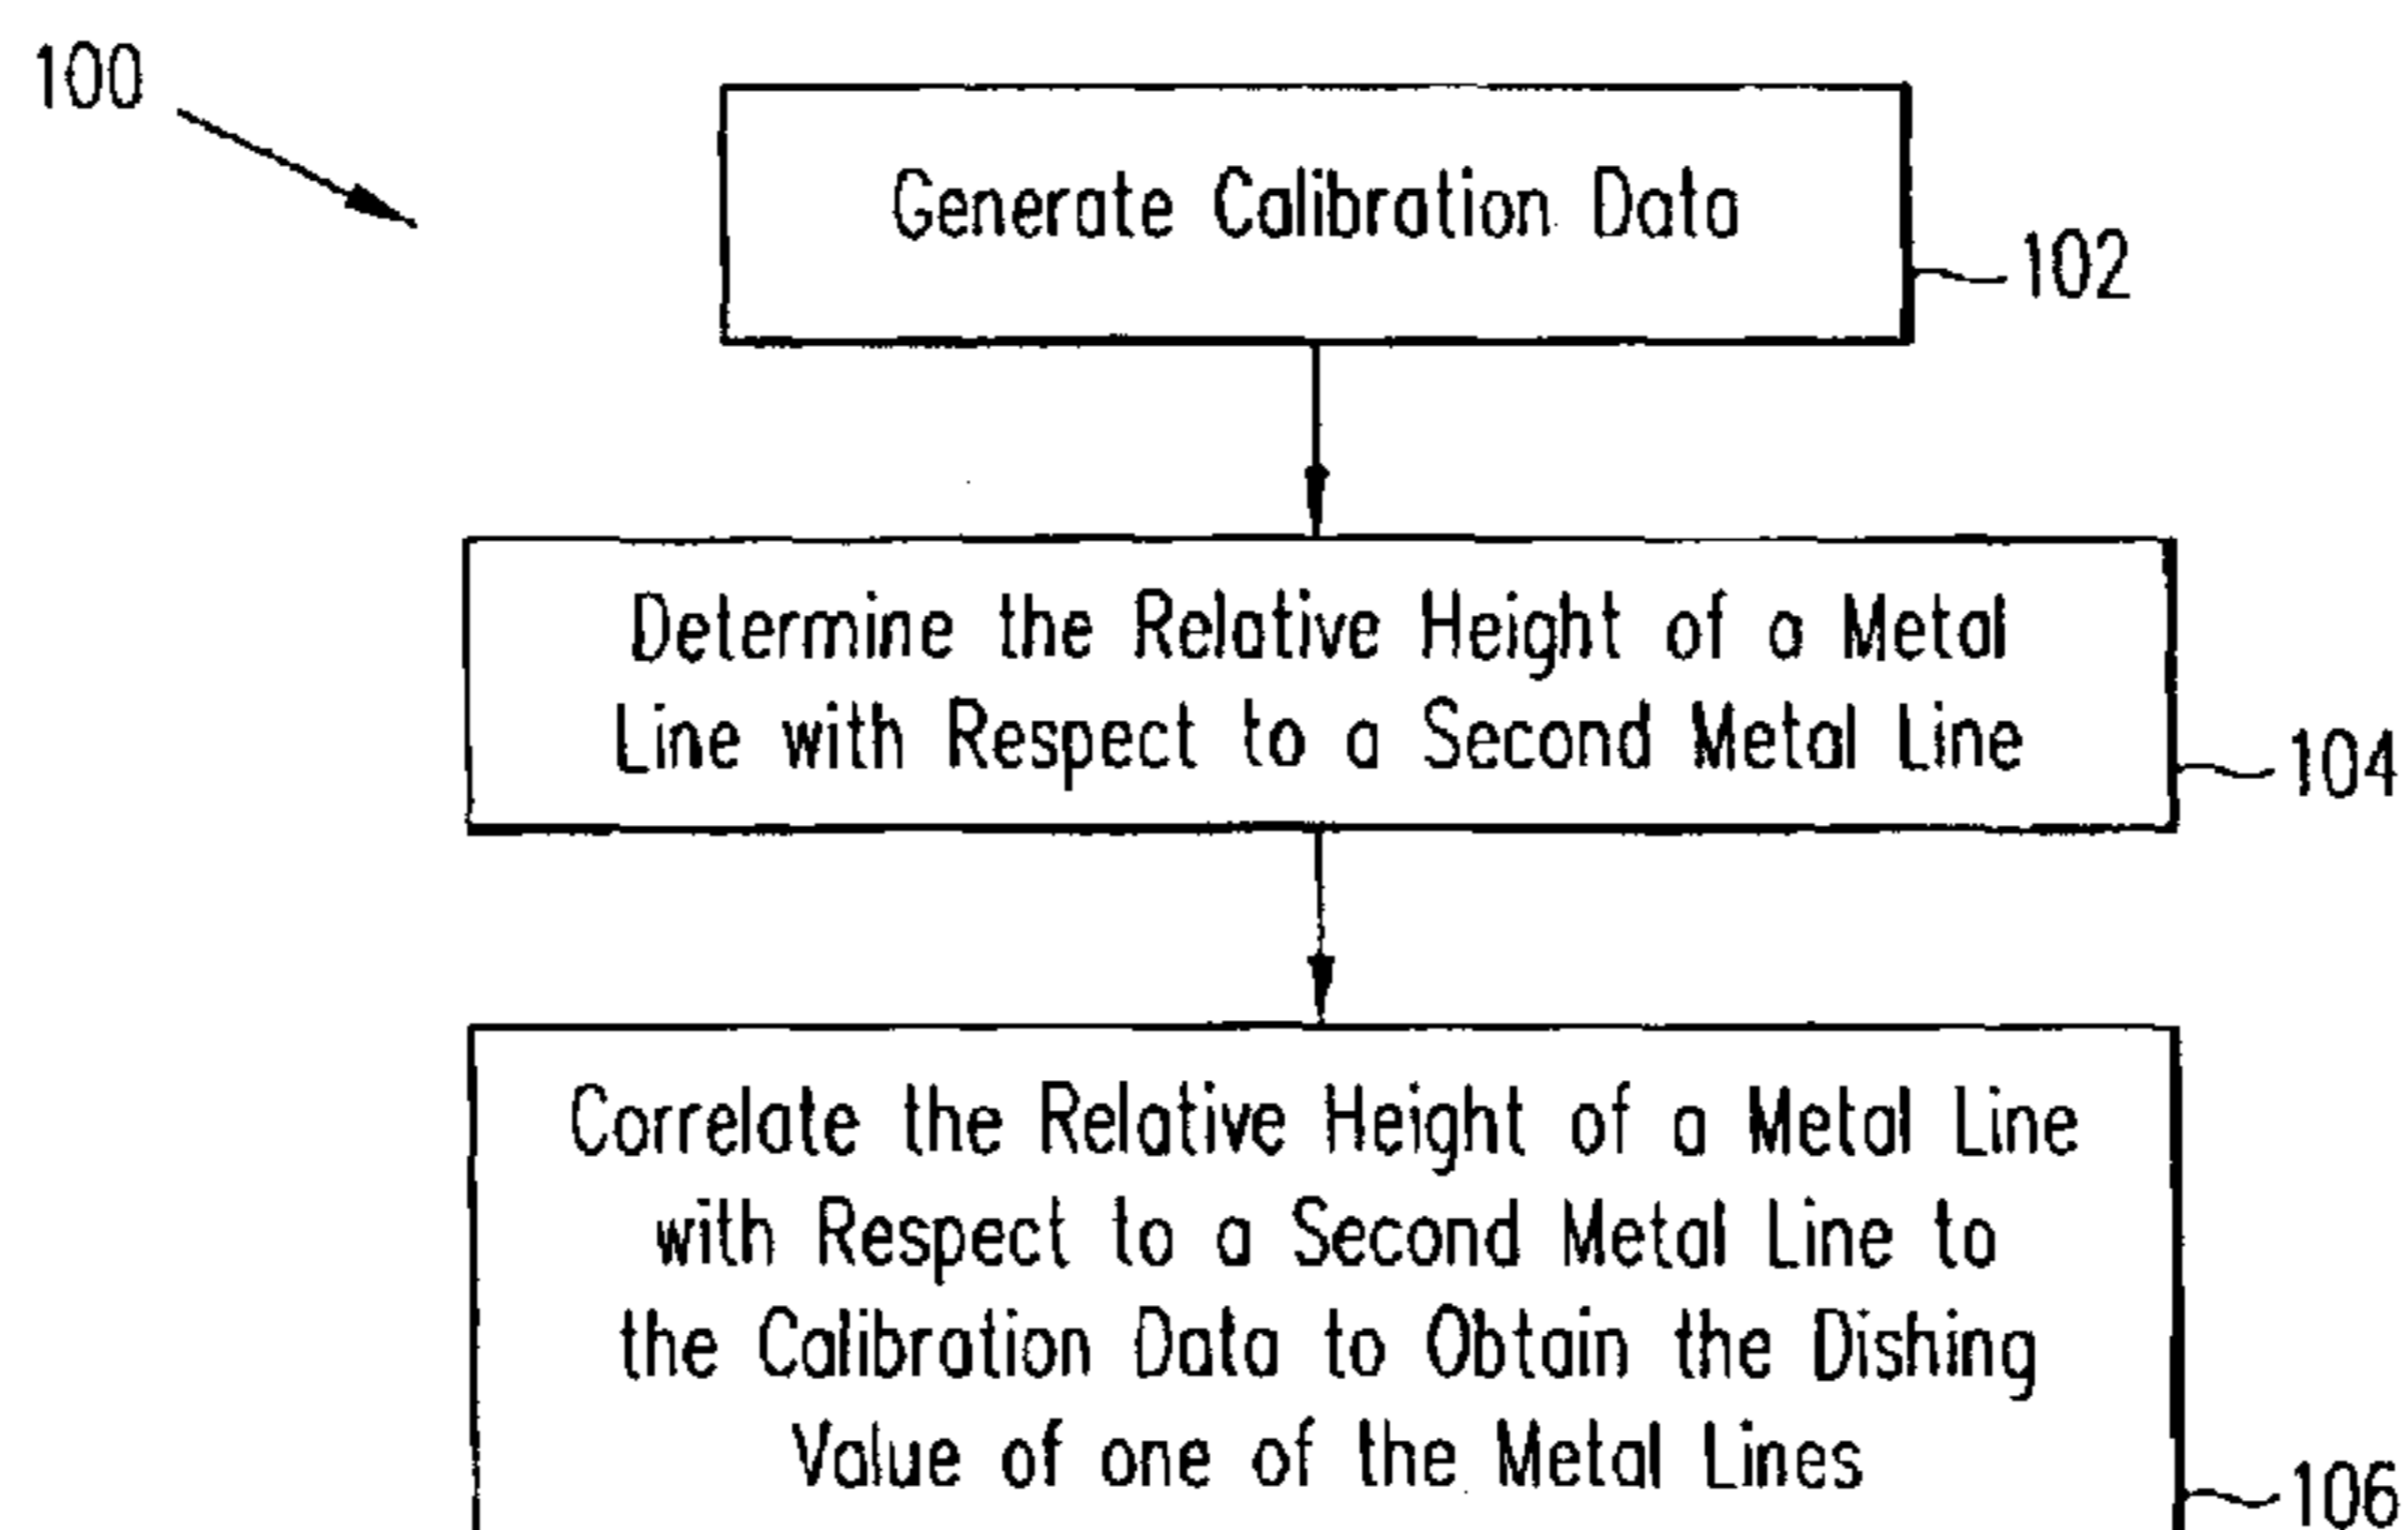 100
Generate Calibration Data
102
Determine the Relative Height of a Metal
Line with Respect to a Second Metal Line
104
Correlate the Relative Height of a Metal Line
with Respect to a Second Metal Line to
the Calibration Data to Obtain the Dishing
Value of one of the Metal Lines
106